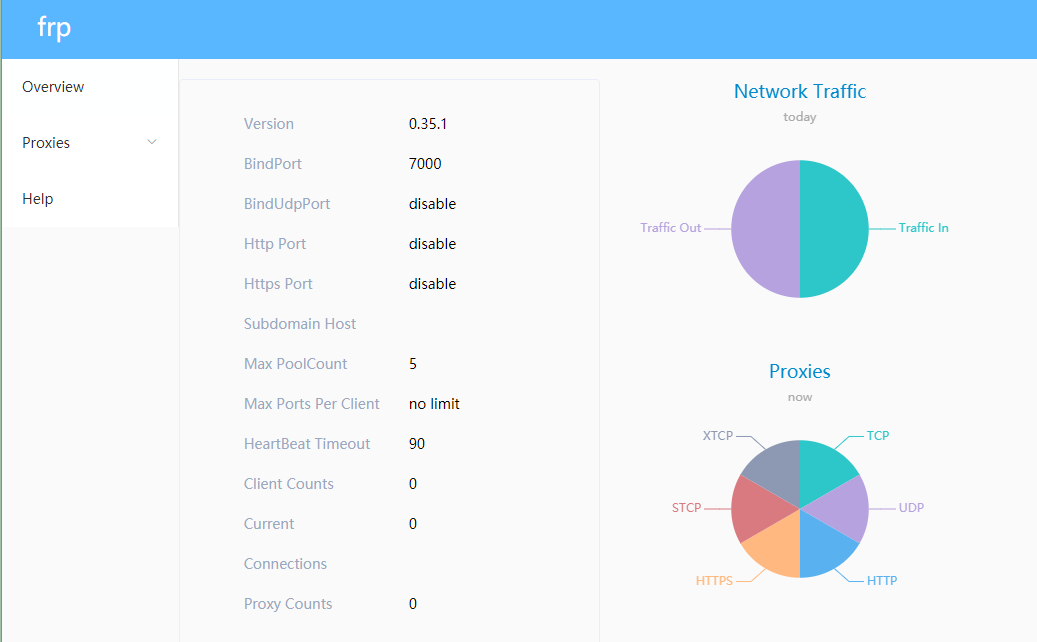 frp
Overview
Proxies
Help
Version 0.35.1
BindPort 7000
BindUdpPort disable
Http Port disable
Https Port disable
Subdomain Host
Max PoolCount 5
Max Ports Per Client no limit
HeartBeat Timeout 90
Client Counts 0
Current 0
Connections
Proxy Counts 0
Network Traffic
today
Traffic Out Traffic In
Proxies
now
XTCP TCP
STCP UDP
HTTPS HTTP